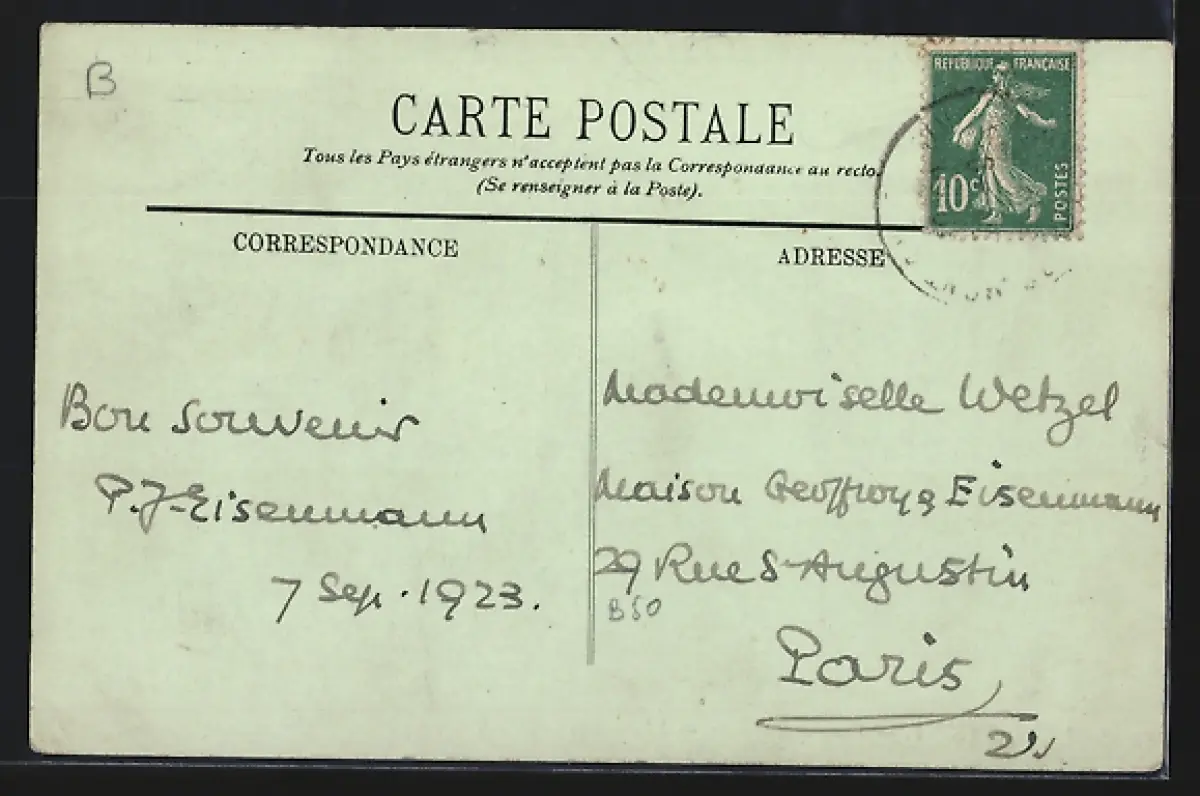 B
CARTE POSTALE
Tous les Pays étrangers n'acceptent pas la Correspondance au recto.
(Se renseigner à la Poste).
REPUBLIQUE FRANÇAISE
10c
POSTES
CORRESPONDANCE
ADRESSE
Bon Souvenir
P.J-Eisenmann
7 Sep. 1923.
Mademoiselle Wetzel
Maison Geoffroy & Eisenmann
29 Rue St-Augustin
B50
Paris